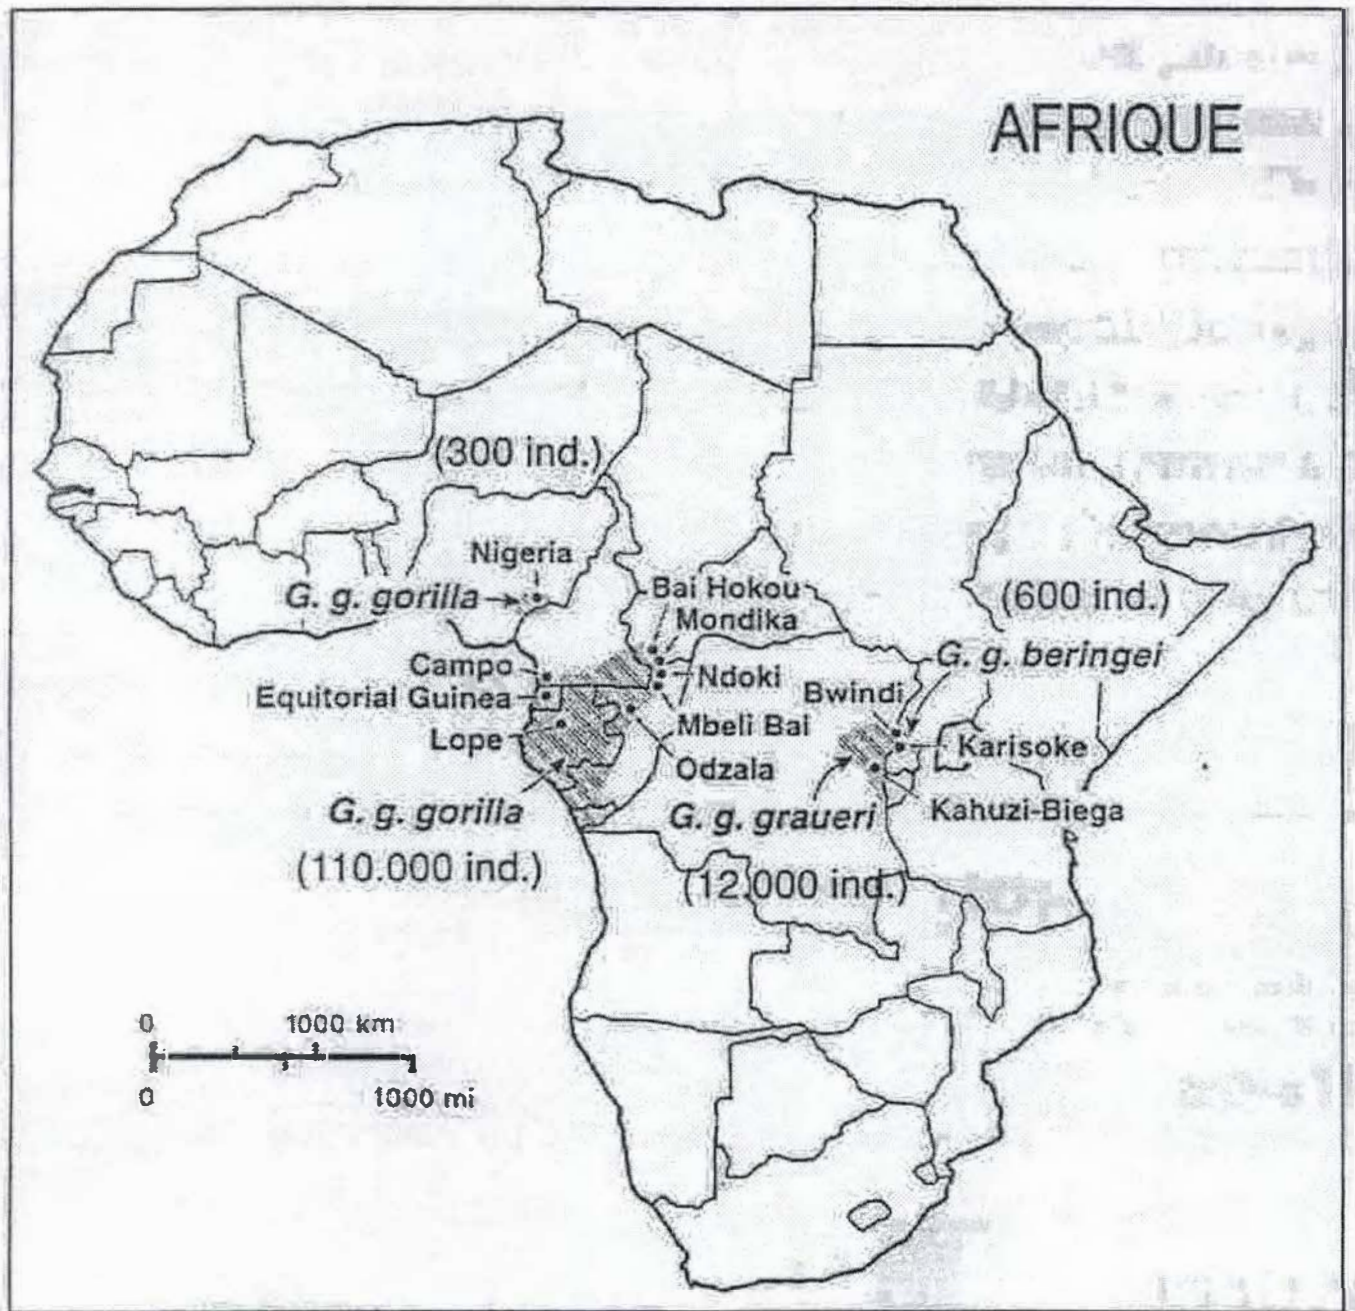 AFRIQUE
(300 ind.)
Nigeria
G. g. gorilla
Bai Hokou
Mondika
(600 ind.)
G. g. beringei
Campo
Ndoki
Equitorial Guinea
Bwindi
Mbeli Bai
Lope
Karisoke
Odzala
G. g. gorilla
G. g. graueri
Kahuzi-Biega
(110.000 ind.)
(12.000 ind.)
0 1000 km
0 1000 mi